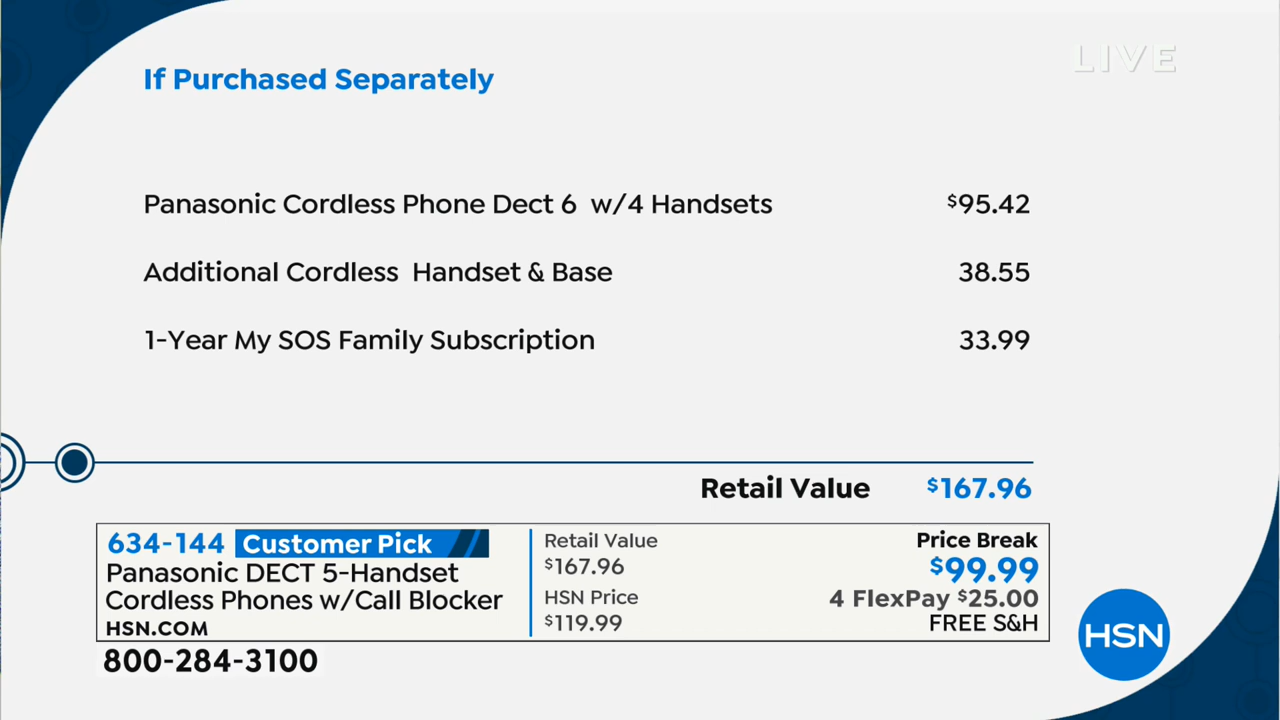 LIVE
If Purchased Separately
Panasonic Cordless Phone Dect 6 w/4 Handsets $95.42
Additional Cordless Handset & Base 38.55
1-Year My SOS Family Subscription 33.99
Retail Value $167.96
634-144 Customer Pick
Panasonic DECT 5-Handset
Cordless Phones w/Call Blocker
HSN.COM
Retail Value
$167.96
HSN Price
$119.99
Price Break
$99.99
4 FlexPay $25.00
FREE S&H
HSN
800-284-3100